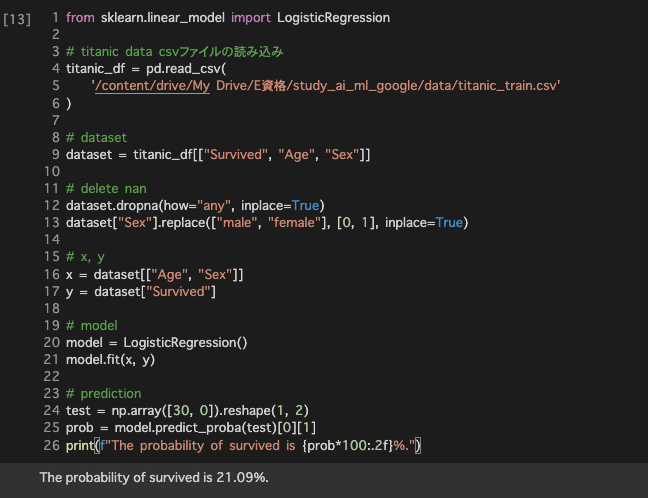 [13]
1 from sklearn.linear_model import LogisticRegression
2
3 # titanic data csvファイルの読み込み
4 titanic_df = pd.read_csv(
5     '/content/drive/My Drive/E資格/study_ai_ml_google/data/titanic_train.csv'
6 )
7
8 # dataset
9 dataset = titanic_df[["Survived", "Age", "Sex"]]
10
11 # delete nan
12 dataset.dropna(how="any", inplace=True)
13 dataset["Sex"].replace(["male", "female"], [0, 1], inplace=True)
14
15 # x, y
16 x = dataset[["Age", "Sex"]]
17 y = dataset["Survived"]
18
19 # model
20 model = LogisticRegression()
21 model.fit(x, y)
22
23 # prediction
24 test = np.array([30, 0]).reshape(1, 2)
25 prob = model.predict_proba(test)[0][1]
26 print(f"The probability of survived is {prob*100:.2f}%.")
The probability of survived is 21.09%.